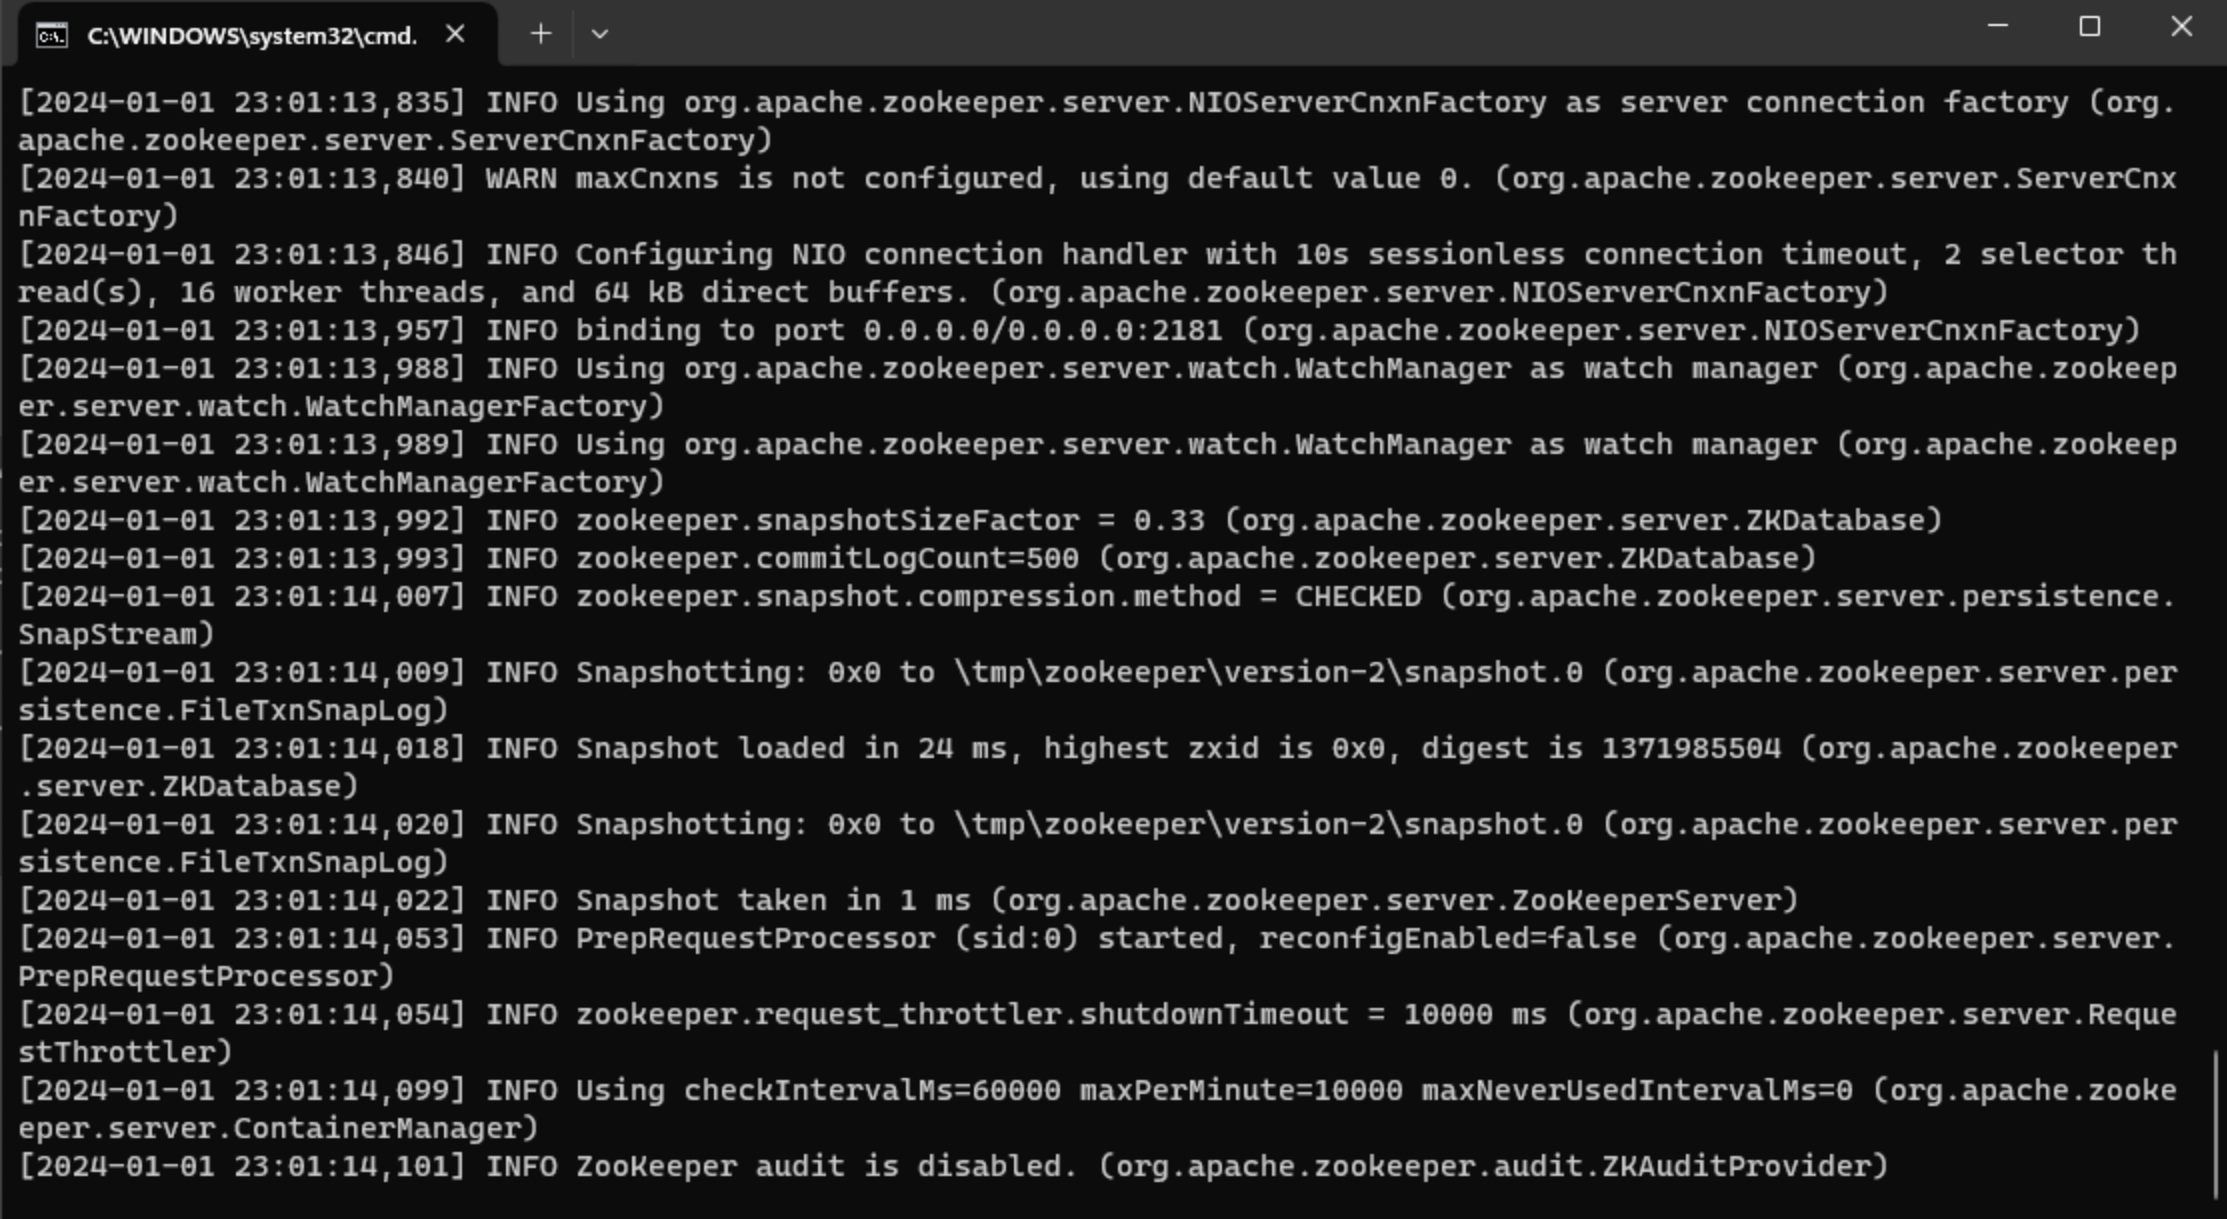 C:\WINDOWS\system32\cmd.
[2024-01-01 23:01:13,835] INFO Using org.apache.zookeeper.server.NIOServerCnxnFactory as server connection factory (org.
apache.zookeeper.server.ServerCnxnFactory)
[2024-01-01 23:01:13,840] WARN maxCnxns is not configured, using default value 0. (org.apache.zookeeper.server.ServerCnx
nFactory)
[2024-01-01 23:01:13,846] INFO Configuring NIO connection handler with 10s sessionless connection timeout, 2 selector th
read(s), 16 worker threads, and 64 kB direct buffers. (org.apache.zookeeper.server.NIOServerCnxnFactory)
[2024-01-01 23:01:13,957] INFO binding to port 0.0.0.0/0.0.0.0:2181 (org.apache.zookeeper.server.NIOServerCnxnFactory)
[2024-01-01 23:01:13,988] INFO Using org.apache.zookeeper.server.watch.WatchManager as watch manager (org.apache.zookeep
er.server.watch.WatchManagerFactory)
[2024-01-01 23:01:13,989] INFO Using org.apache.zookeeper.server.watch.WatchManager as watch manager (org.apache.zookeep
er.server.watch.WatchManagerFactory)
[2024-01-01 23:01:13,992] INFO zookeeper.snapshotSizeFactor = 0.33 (org.apache.zookeeper.server.ZKDatabase)
[2024-01-01 23:01:13,993] INFO zookeeper.commitLogCount=500 (org.apache.zookeeper.server.ZKDatabase)
[2024-01-01 23:01:14,007] INFO zookeeper.snapshot.compression.method = CHECKED (org.apache.zookeeper.server.persistence.
SnapStream)
[2024-01-01 23:01:14,009] INFO Snapshotting: 0x0 to \tmp\zookeeper\version-2\snapshot.0 (org.apache.zookeeper.server.per
sistence.FileTxnSnapLog)
[2024-01-01 23:01:14,018] INFO Snapshot loaded in 24 ms, highest zxid is 0x0, digest is 1371985504 (org.apache.zookeeper
.server.ZKDatabase)
[2024-01-01 23:01:14,020] INFO Snapshotting: 0x0 to \tmp\zookeeper\version-2\snapshot.0 (org.apache.zookeeper.server.per
sistence.FileTxnSnapLog)
[2024-01-01 23:01:14,022] INFO Snapshot taken in 1 ms (org.apache.zookeeper.server.ZooKeeperServer)
[2024-01-01 23:01:14,053] INFO PrepRequestProcessor (sid:0) started, reconfigEnabled=false (org.apache.zookeeper.server.
PrepRequestProcessor)
[2024-01-01 23:01:14,054] INFO zookeeper.request_throttler.shutdownTimeout = 10000 ms (org.apache.zookeeper.server.Reque
stThrottler)
[2024-01-01 23:01:14,099] INFO Using checkIntervalMs=60000 maxPerMinute=10000 maxNeverUsedIntervalMs=0 (org.apache.zooke
eper.server.ContainerManager)
[2024-01-01 23:01:14,101] INFO ZooKeeper audit is disabled. (org.apache.zookeeper.audit.ZKAuditProvider)